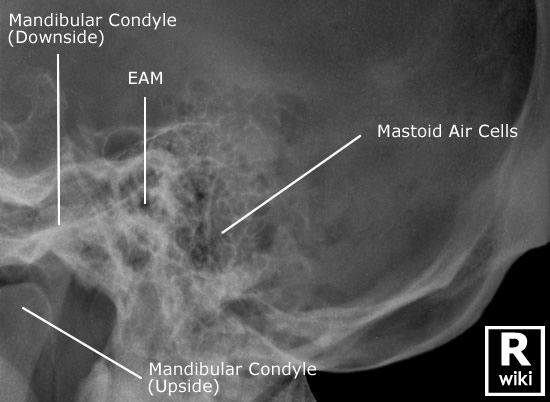 Mandibular Condyle
(Downside)
EAM
Mastoid Air Cells
Mandibular Condyle
(Upside)
R
wiki